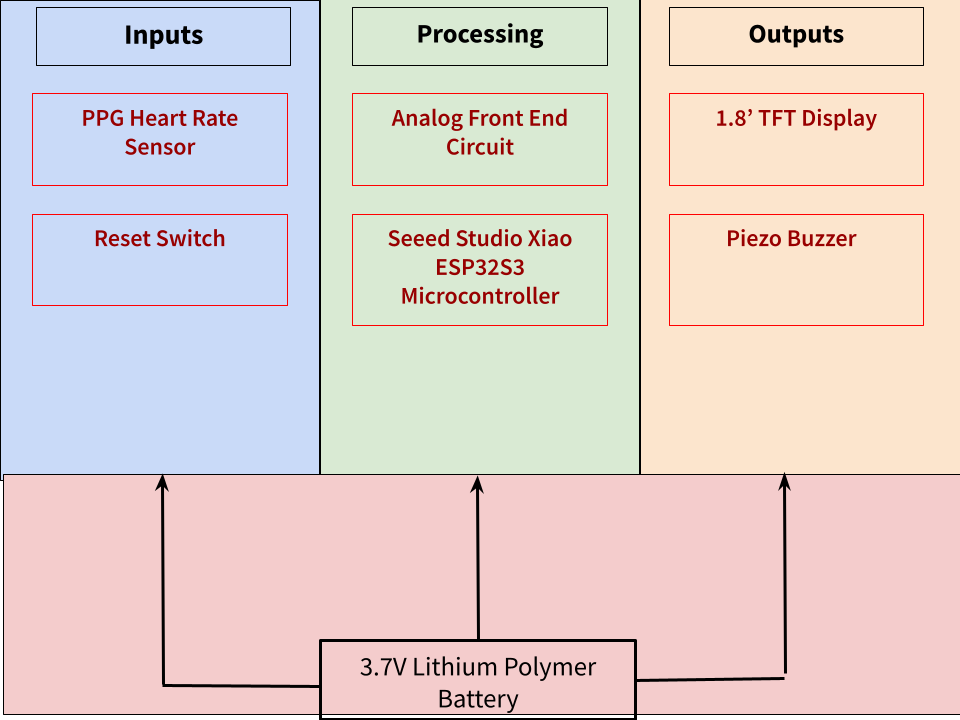 Inputs
Processing
Outputs
PPG Heart Rate
Sensor
Analog Front End
Circuit
1.8’ TFT Display
Reset Switch
Seeed Studio Xiao
ESP32S3
Microcontroller
Piezo Buzzer
3.7V Lithium Polymer
Battery